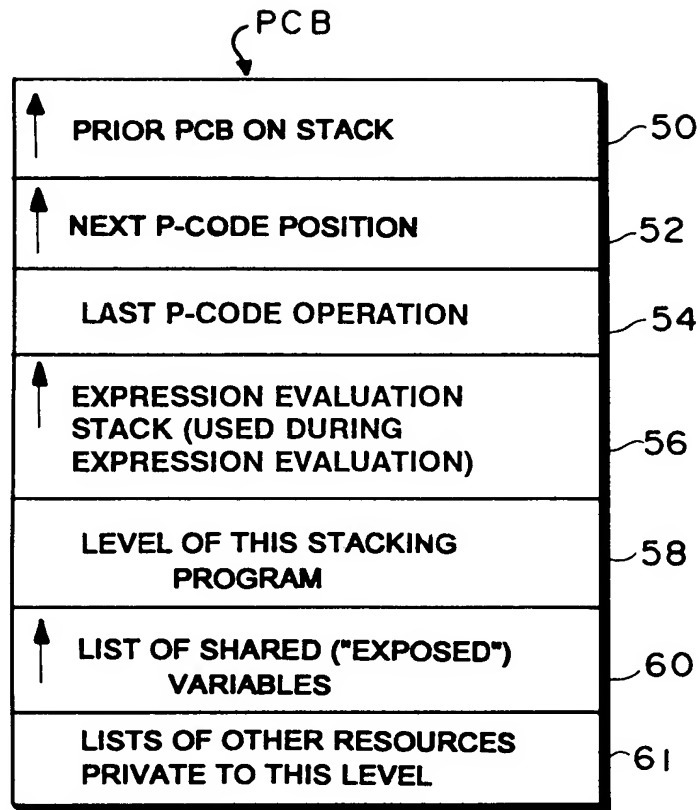 PCB
PRIOR PCB ON STACK
50
NEXT P-CODE POSITION
52
LAST P-CODE OPERATION
54
EXPRESSION EVALUATION
STACK (USED DURING
EXPRESSION EVALUATION)
56
LEVEL OF THIS STACKING
PROGRAM
58
LIST OF SHARED ("EXPOSED")
VARIABLES
60
LISTS OF OTHER RESOURCES
PRIVATE TO THIS LEVEL
61